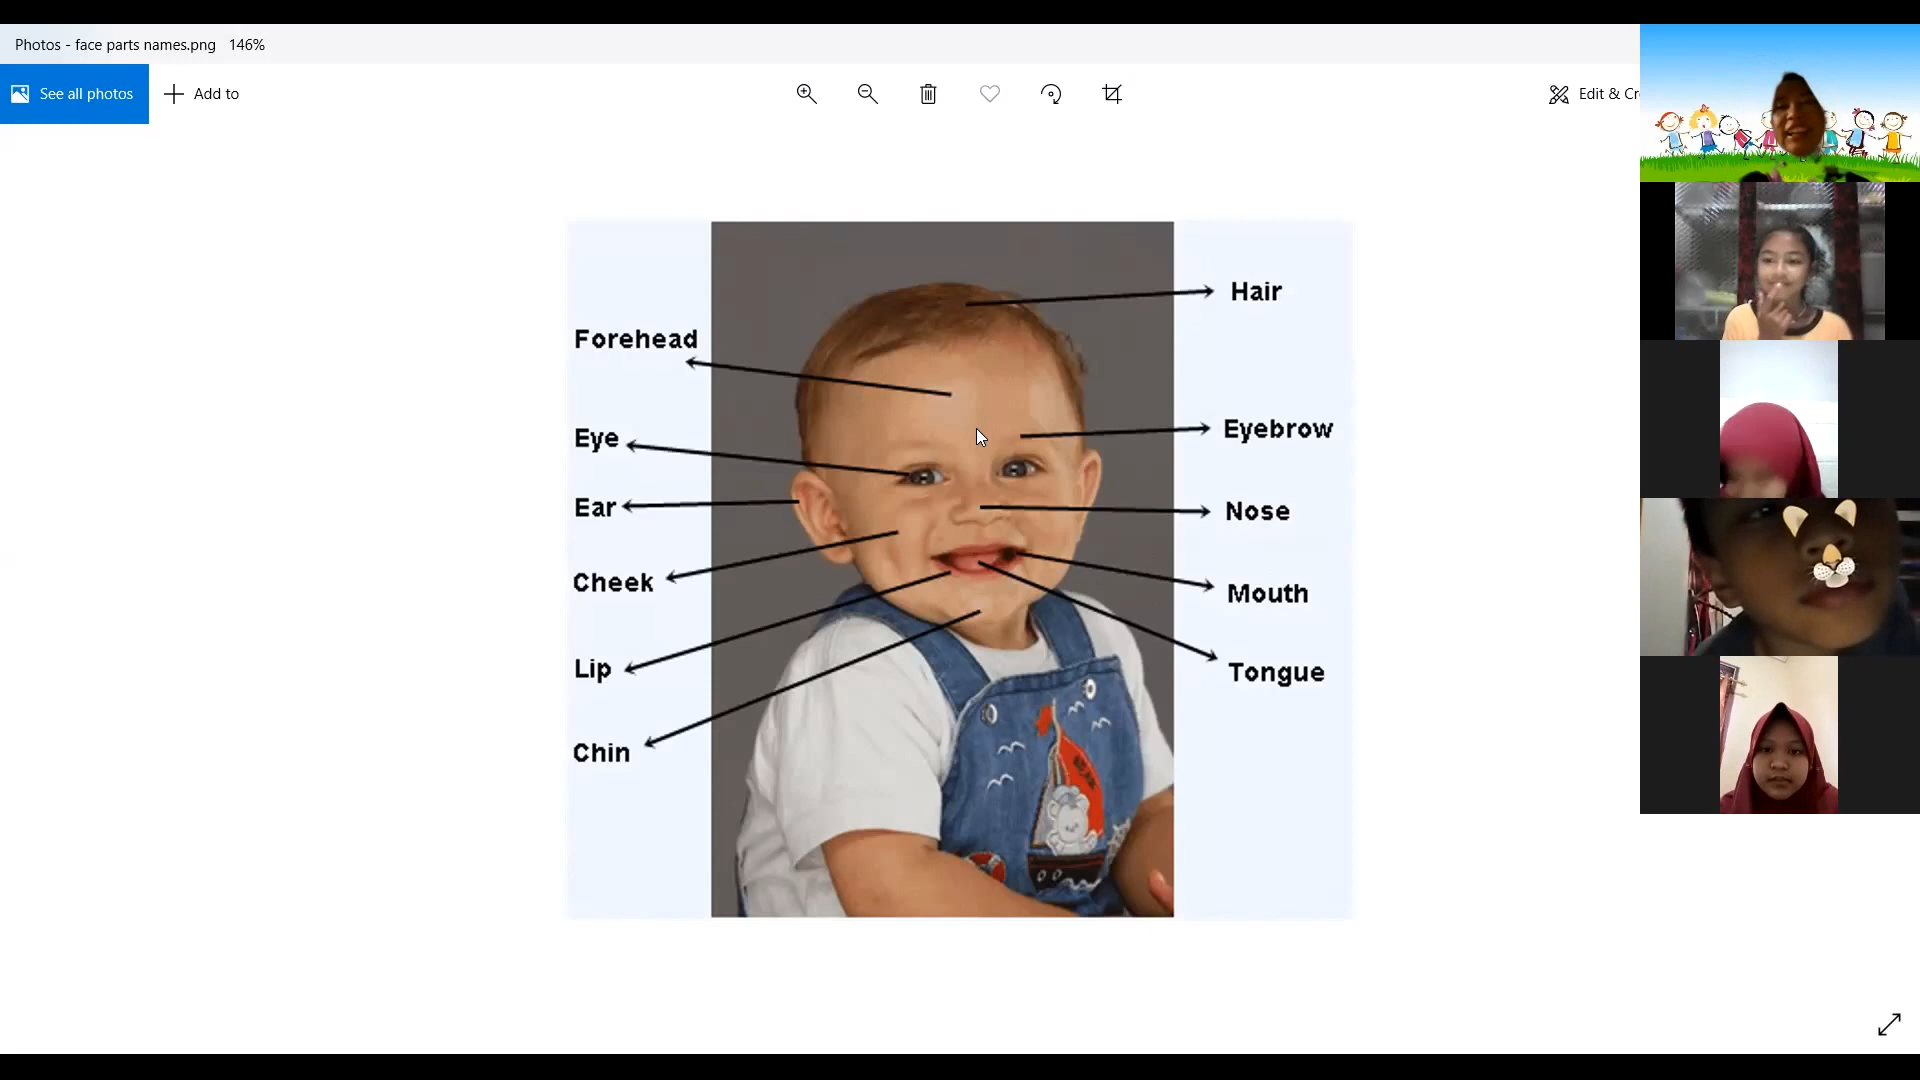 Photos - face parts names.png 146%
See all photos
Add to
Edit & Cr
Hair
Forehead
Eyebrow
Eye
Ear
Nose
Cheek
Mouth
Lip
Tongue
Chin